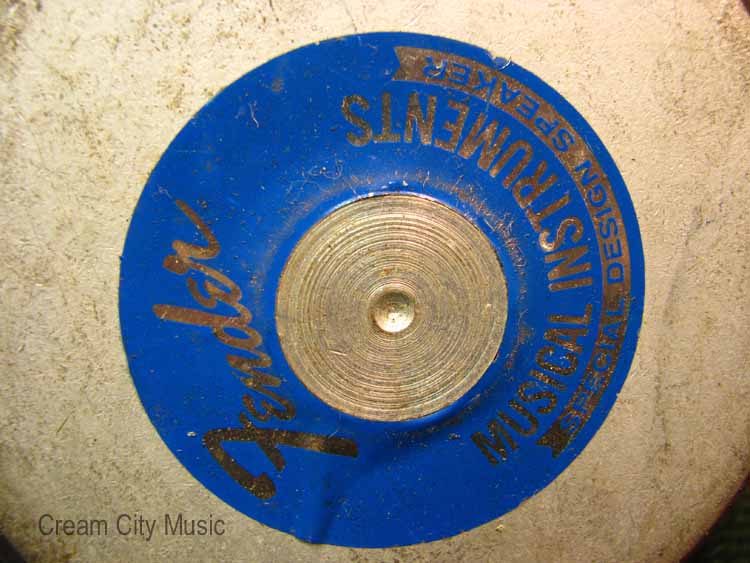 Fender
MUSICAL INSTRUMENTS
SPECIAL DESIGN SPEAKER
Cream City Music